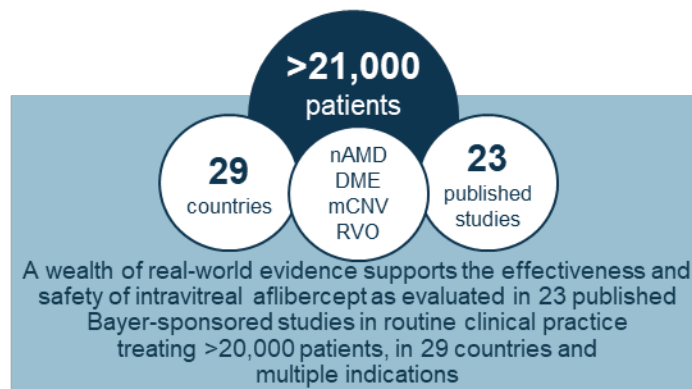 >21,000
patients
29
countries
nAMD
DME
mCNV
RVO
23
published
studies
A wealth of real-world evidence supports the effectiveness and
safety of intravitreal aflibercept as evaluated in 23 published
Bayer-sponsored studies in routine clinical practice
treating >20,000 patients, in 29 countries and
multiple indications